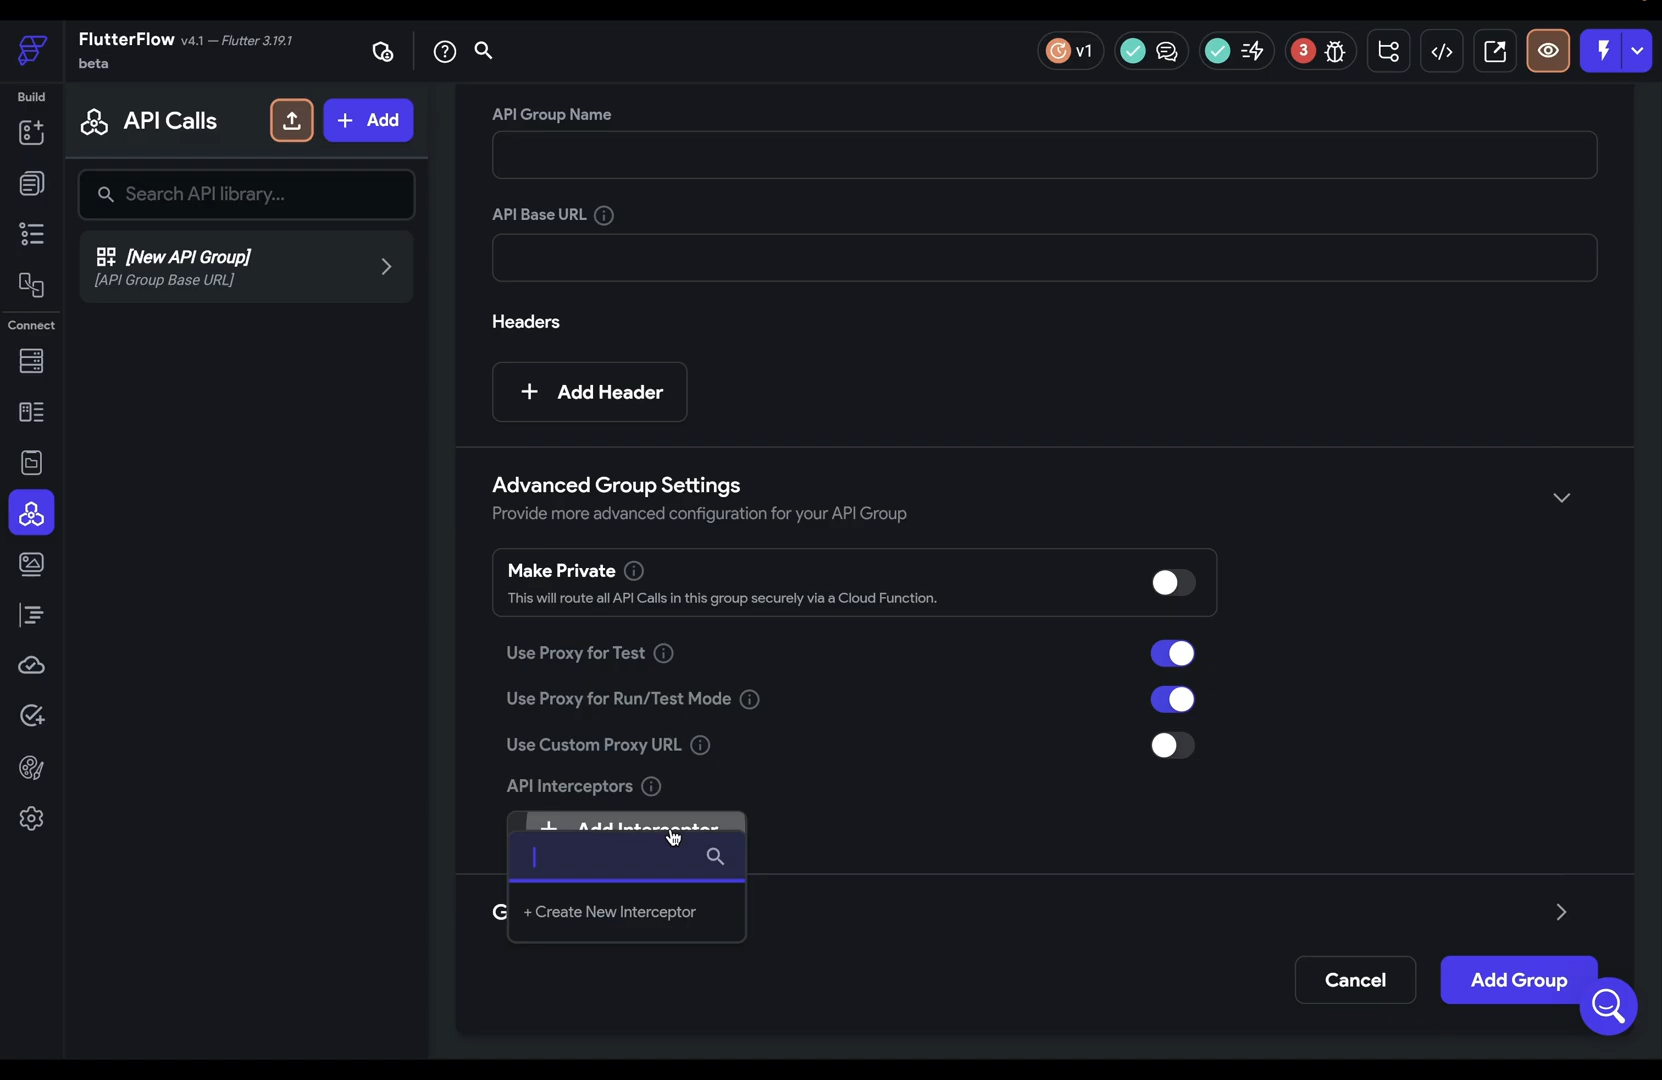 FlutterFlow v4.1 — Flutter 3.19.1
beta
v1
3
Build
Connect
API Calls
+ Add
Search API library...
[New API Group]
[API Group Base URL]
API Group Name
API Base URL
Headers
+ Add Header
Advanced Group Settings
Provide more advanced configuration for your API Group
Make Private
This will route all API Calls in this group securely via a Cloud Function.
Use Proxy for Test
Use Proxy for Run/Test Mode
Use Custom Proxy URL
API Interceptors
+ Add Interceptor
G
+ Create New Interceptor
Cancel
Add Group